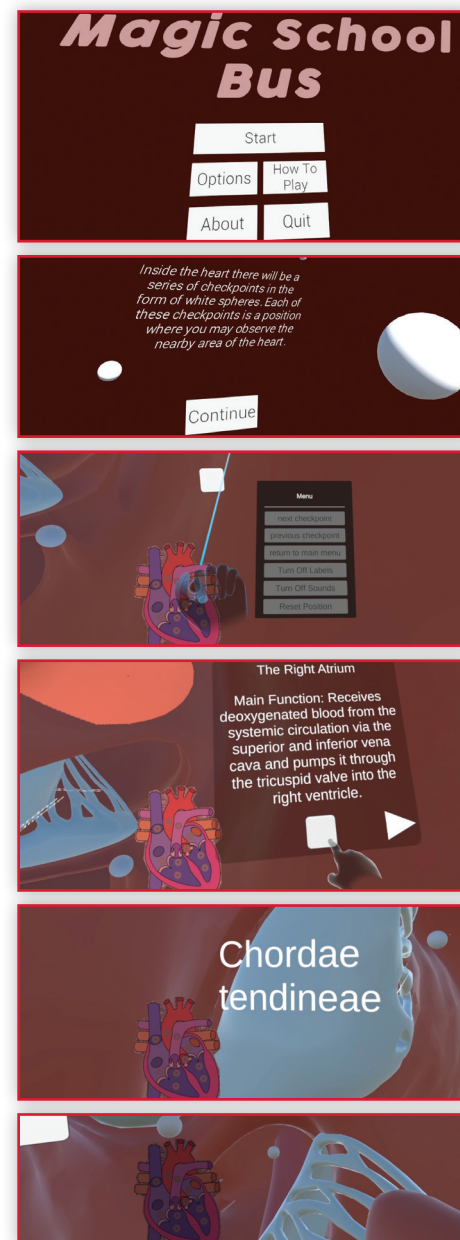 Magic School
Bus
Start
Options
How To
Play
About
Quit
Inside the heart there will be a
series of checkpoints in the
form of white spheres. Each of
these checkpoints is a position
where you may observe the
nearby area of the heart.
Continue
Menu
next checkpoint
previous checkpoint
return to main menu
Turn Off Labels
Turn Off Sounds
Reset Position
The Right Atrium
Main Function: Receives
deoxygenated blood from the
systemic circulation via the
superior and inferior vena
cava and pumps it through
the tricuspid valve into the
right ventricle.
Chordae
tendineae